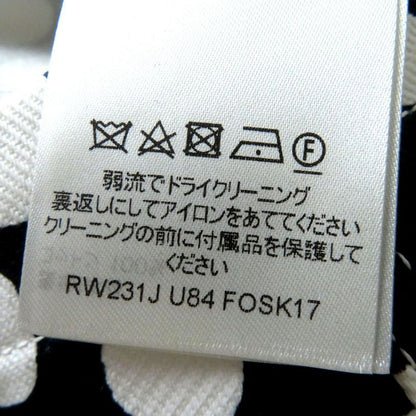 F
弱流でドライクリーニング
裏返しにしてアイロンをあててください
クリーニングの前に付属品を保護して
ください
RW231J U84 FOSK17